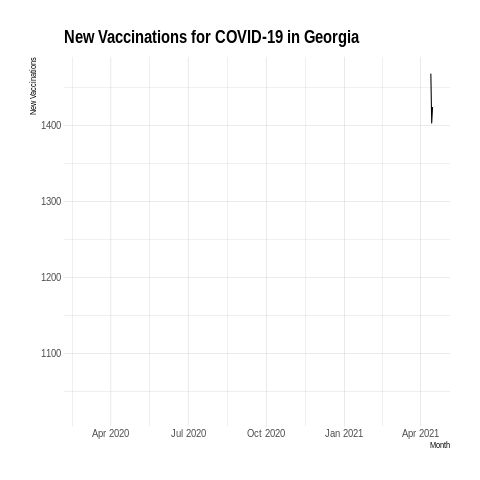 New Vaccinations for COVID-19 in Georgia
New Vaccinations
1400
1300
1200
1100
Apr 2020 Jul 2020 Oct 2020 Jan 2021 Apr 2021
Month